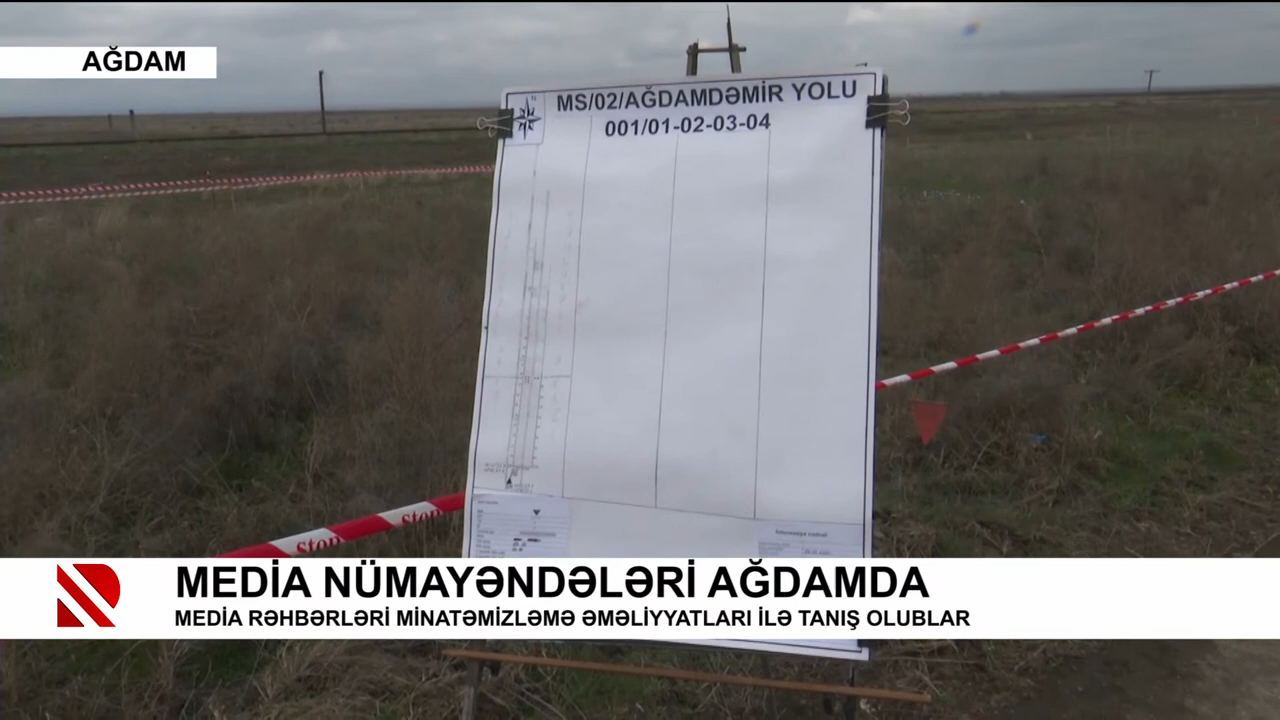 AĞDAM
MS/02/AĞDAMDƏMİR YOLU
001/01-02-03-04
N
stop
stop
MEDİA NÜMAYƏNDƏLƏRİ AĞDAMDA
MEDİA RƏHBƏRLƏRİ MİNATƏMİZLƏMƏ ƏMƏLİYYATLARI İLƏ TANIŞ OLUBLAR